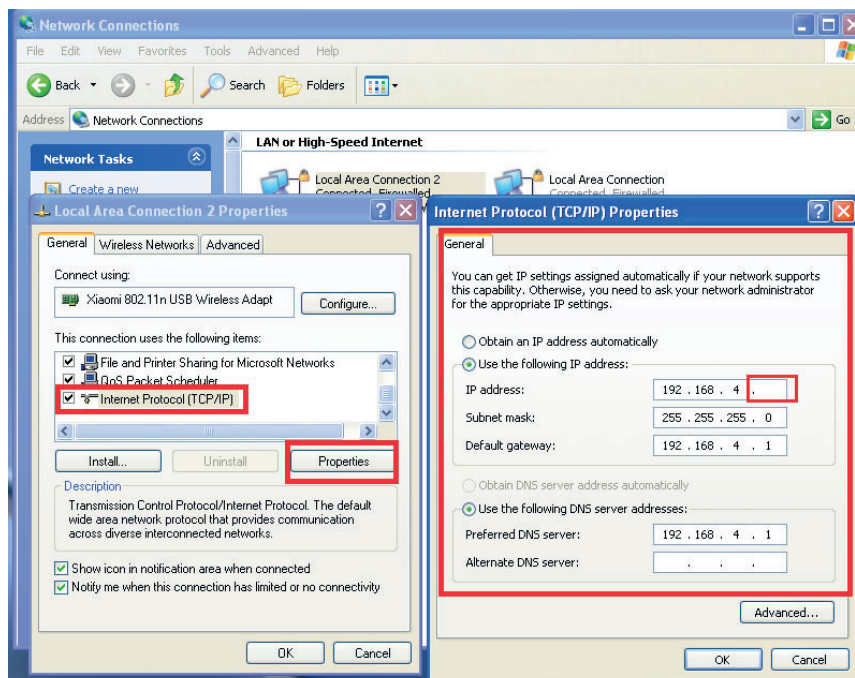 Network Connections
File Edit View Favorites Tools Advanced Help
Back Search Folders
Address Network Connections Go
LAN or High-Speed Internet
Network Tasks
Create a new
Local Area Connection 2
Connected, Firewalled
Local Area Connection
Connected, Firewalled
Local Area Connection 2 Properties
General Wireless Networks Advanced
Connect using:
Xiaomi 802.11n USB Wireless Adapt Configure...
This connection uses the following items:
File and Printer Sharing for Microsoft Networks
QoS Packet Scheduler
Internet Protocol (TCP/IP)
Install... Uninstall Properties
Description
Transmission Control Protocol/Internet Protocol. The default
wide area network protocol that provides communication
across diverse interconnected networks.
Show icon in notification area when connected
Notify me when this connection has limited or no connectivity
OK Cancel
Internet Protocol (TCP/IP) Properties
General
You can get IP settings assigned automatically if your network supports
this capability. Otherwise, you need to ask your network administrator
for the appropriate IP settings.
Obtain an IP address automatically
Use the following IP address:
IP address: 192 . 168 . 4 .
Subnet mask: 255 . 255 . 255 . 0
Default gateway: 192 . 168 . 4 . 1
Obtain DNS server address automatically
Use the following DNS server addresses:
Preferred DNS server: 192 . 168 . 4 . 1
Alternate DNS server: . . .
Advanced...
OK Cancel